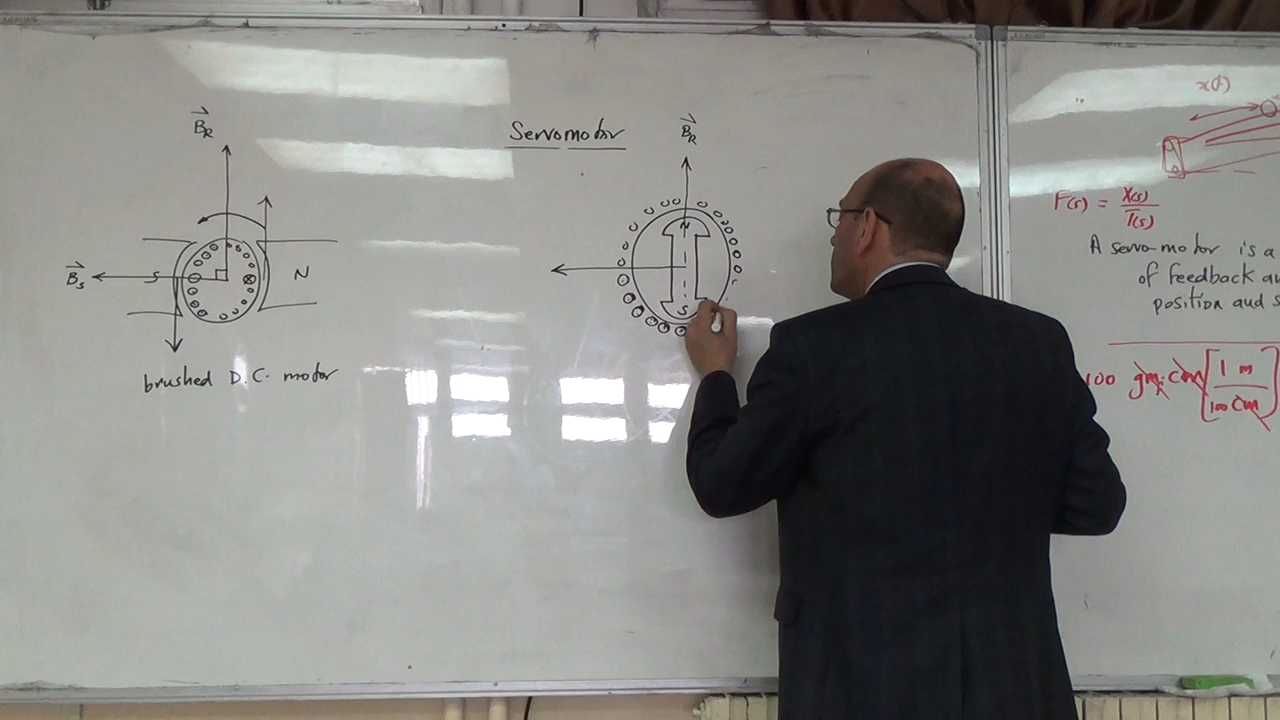 Servomotor
B_R
B_s
S
N
brushed D.C. motor
B_R
N
S
x(t)
F(s) = X(s)/T(s)
A servo-motor is a
of feedback
position and s
100 gm. cm [1 m / 100 cm]